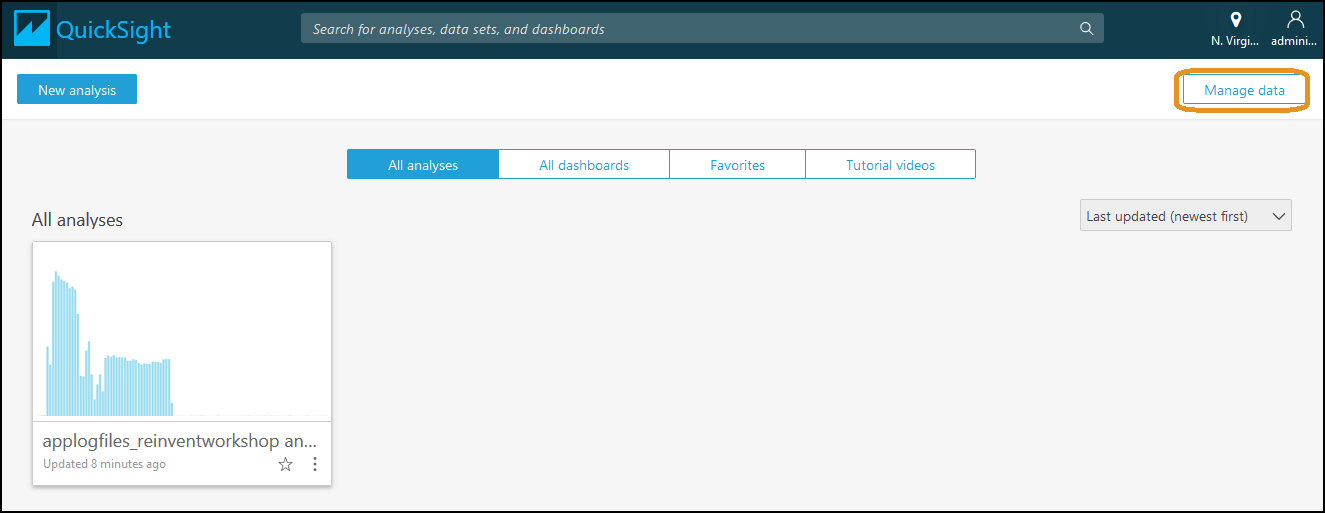 QuickSight
Search for analyses, data sets, and dashboards
N. Virgi...
admini...
New analysis
Manage data
All analyses
All dashboards
Favorites
Tutorial videos
All analyses
Last updated (newest first)
applogfiles_reinventworkshop an...
Updated 8 minutes ago